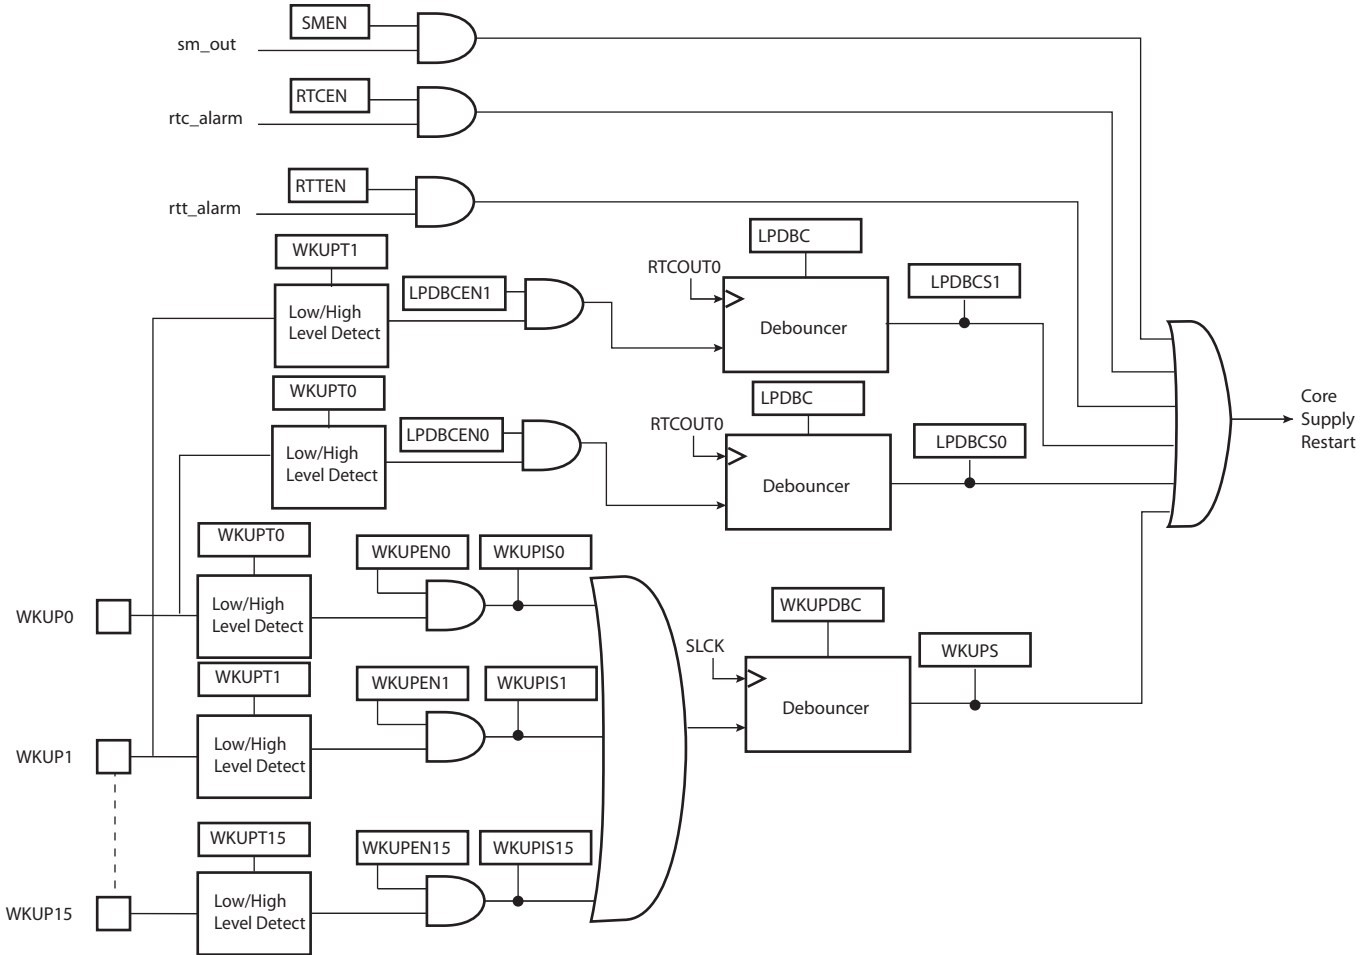 SMEN
sm_out
RTCEN
rtc_alarm
RTTEN
rtt_alarm
WKUPT1
LPDBC
RTCOUT0
LPDBCEN1
LPDBCS1
Low/High
Level Detect
Debouncer
WKUPT0
LPDBC
Core
Supply
Restart
RTCOUT0
LPDBCEN0
LPDBCS0
Low/High
Level Detect
Debouncer
WKUPT0
WKUPEN0
WKUPIS0
WKUP0
Low/High
Level Detect
WKUPDBC
SLCK
WKUPS
WKUPT1
WKUPEN1
WKUPIS1
Debouncer
WKUP1
Low/High
Level Detect
WKUPT15
WKUPEN15
WKUPIS15
WKUP15
Low/High
Level Detect